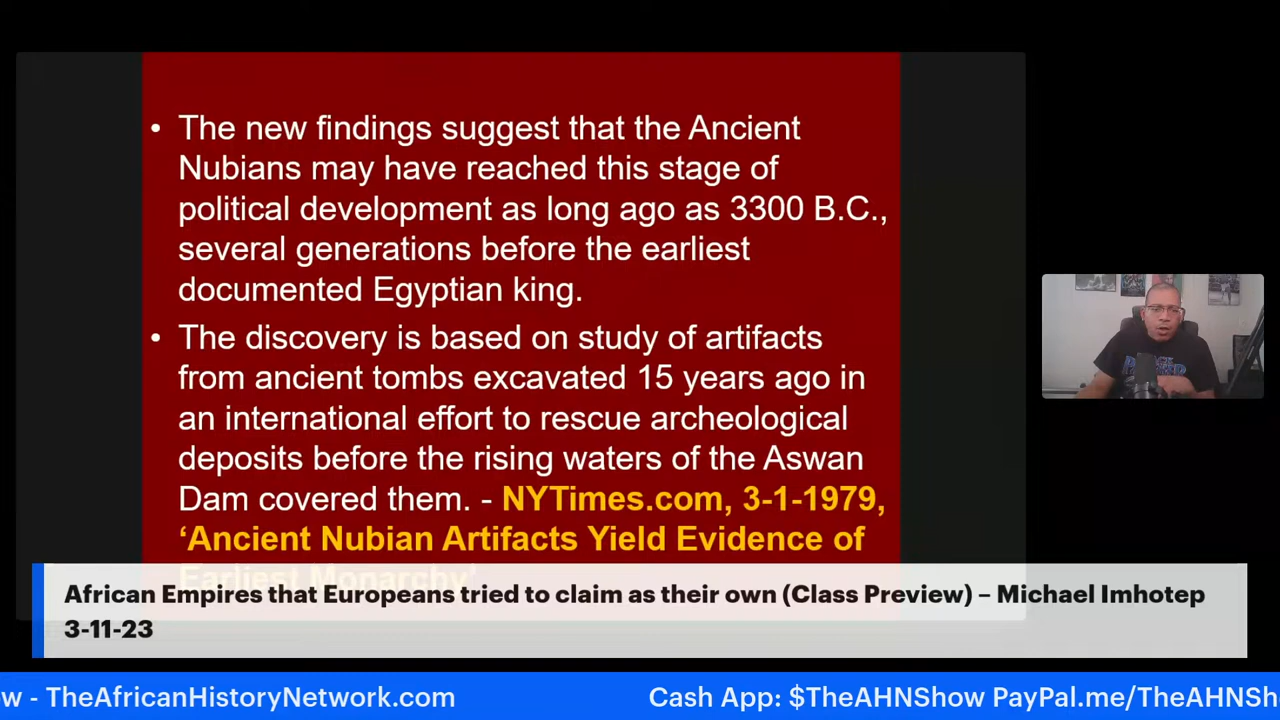 • The new findings suggest that the Ancient
Nubians may have reached this stage of
political development as long ago as 3300 B.C.,
several generations before the earliest
documented Egyptian king.
• The discovery is based on study of artifacts
from ancient tombs excavated 15 years ago in
an international effort to rescue archeological
deposits before the rising waters of the Aswan
Dam covered them. - NYTimes.com, 3-1-1979,
‘Ancient Nubian Artifacts Yield Evidence of
Earliest Monarchy’
African Empires that Europeans tried to claim as their own (Class Preview) – Michael Imhotep
3-11-23
ow - TheAfricanHistoryNetwork.com Cash App: $TheAHNShow PayPal.me/TheAHNSh